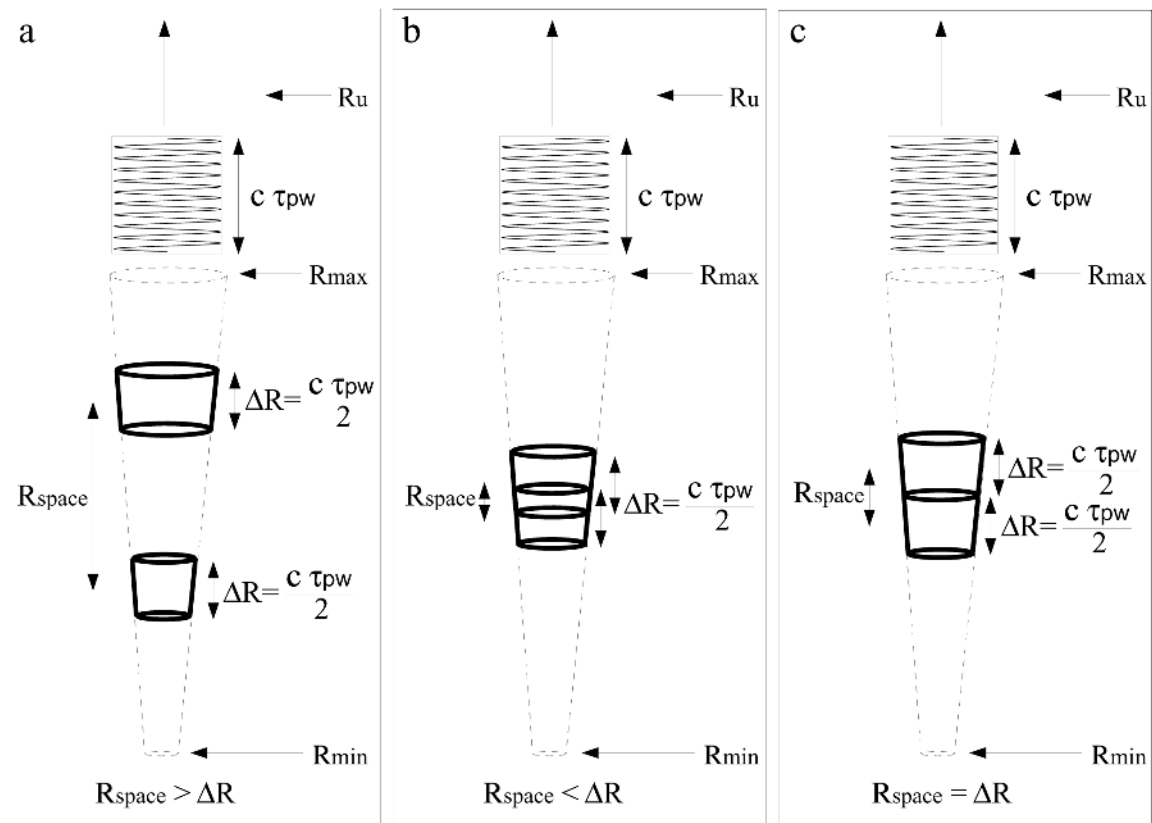 a
Ru
c τpw
Rmax
ΔR= c τpw
2
Rspace
ΔR= c τpw
2
Rmin
Rspace > ΔR
b
Ru
c τpw
Rmax
Rspace
ΔR= c τpw
2
Rmin
Rspace < ΔR
c
Ru
c τpw
Rmax
ΔR= c τpw
2
Rspace
ΔR= c τpw
2
Rmin
Rspace = ΔR